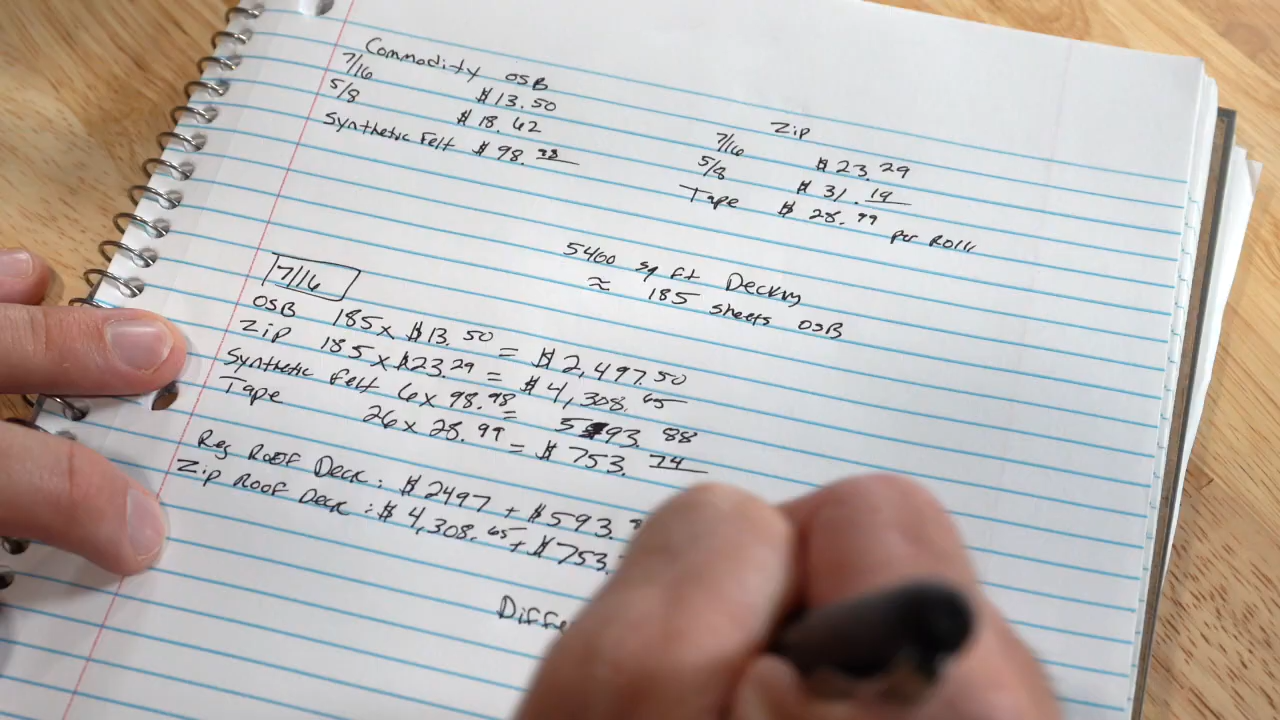 Commodity OSB
7/16 $13.50
5/8 $18.62
Synthetic Felt $98.98
Zip
7/16 $23.29
5/8 $31.19
Tape $28.99 per Roll
5400 sq ft Decking
≈ 185 sheets OSB
7/16
OSB 185 x $13.50 = $2,497.50
Zip 185 x $23.29 = $4,308.65
Synthetic Felt 6 x 98.98 = 593.88
Tape 26 x 28.99 = $753.74
Reg Roof Deck: $2497 + $593.
Zip Roof Deck: $4,308.65 + $753.
Diffe